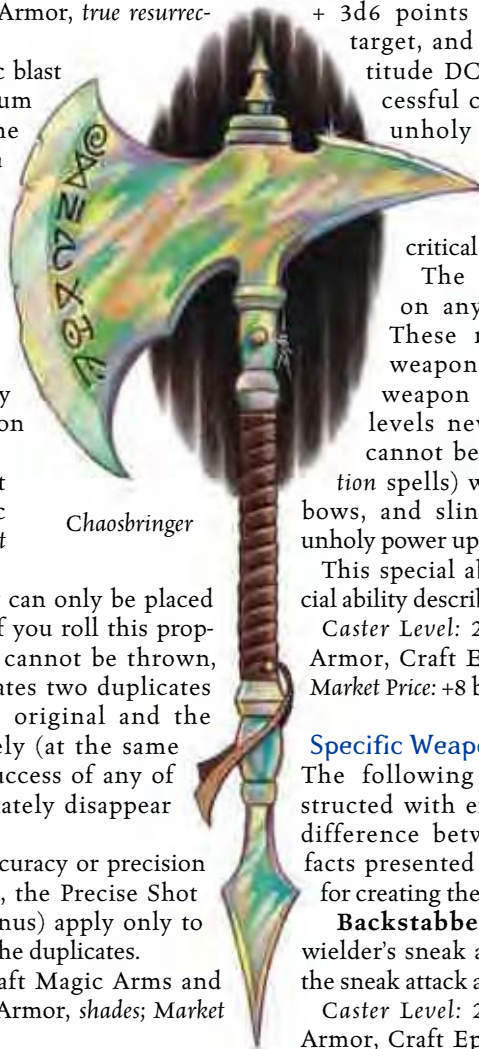 Armor, true resurrec-
c blast
um
ne
y
on
t
c
t
Chaosbringer
can only be placed
f you roll this prop-
cannot be thrown,
ates two duplicates
original and the
ely (at the same
uccess of any of
ately disappear
curacy or precision
, the Precise Shot
nus) apply only to
he duplicates.
aft Magic Arms and
Armor, shades; Market
+ 3d6 points
target, and
titude DC
cessful c
unholy
critical
The
on any
These r
weapon
weapon
levels nev
cannot be
tion spells) w
bows, and slin
unholy power up
This special ab
cial ability describ
Caster Level: 2
Armor, Craft E
Market Price: +8 b
Specific Weapo
The following
structed with e
difference betw
facts presented
for creating the
Backstabbe
wielder's sneak a
the sneak attack a
Caster Level: 2
Armor, Craft Ep